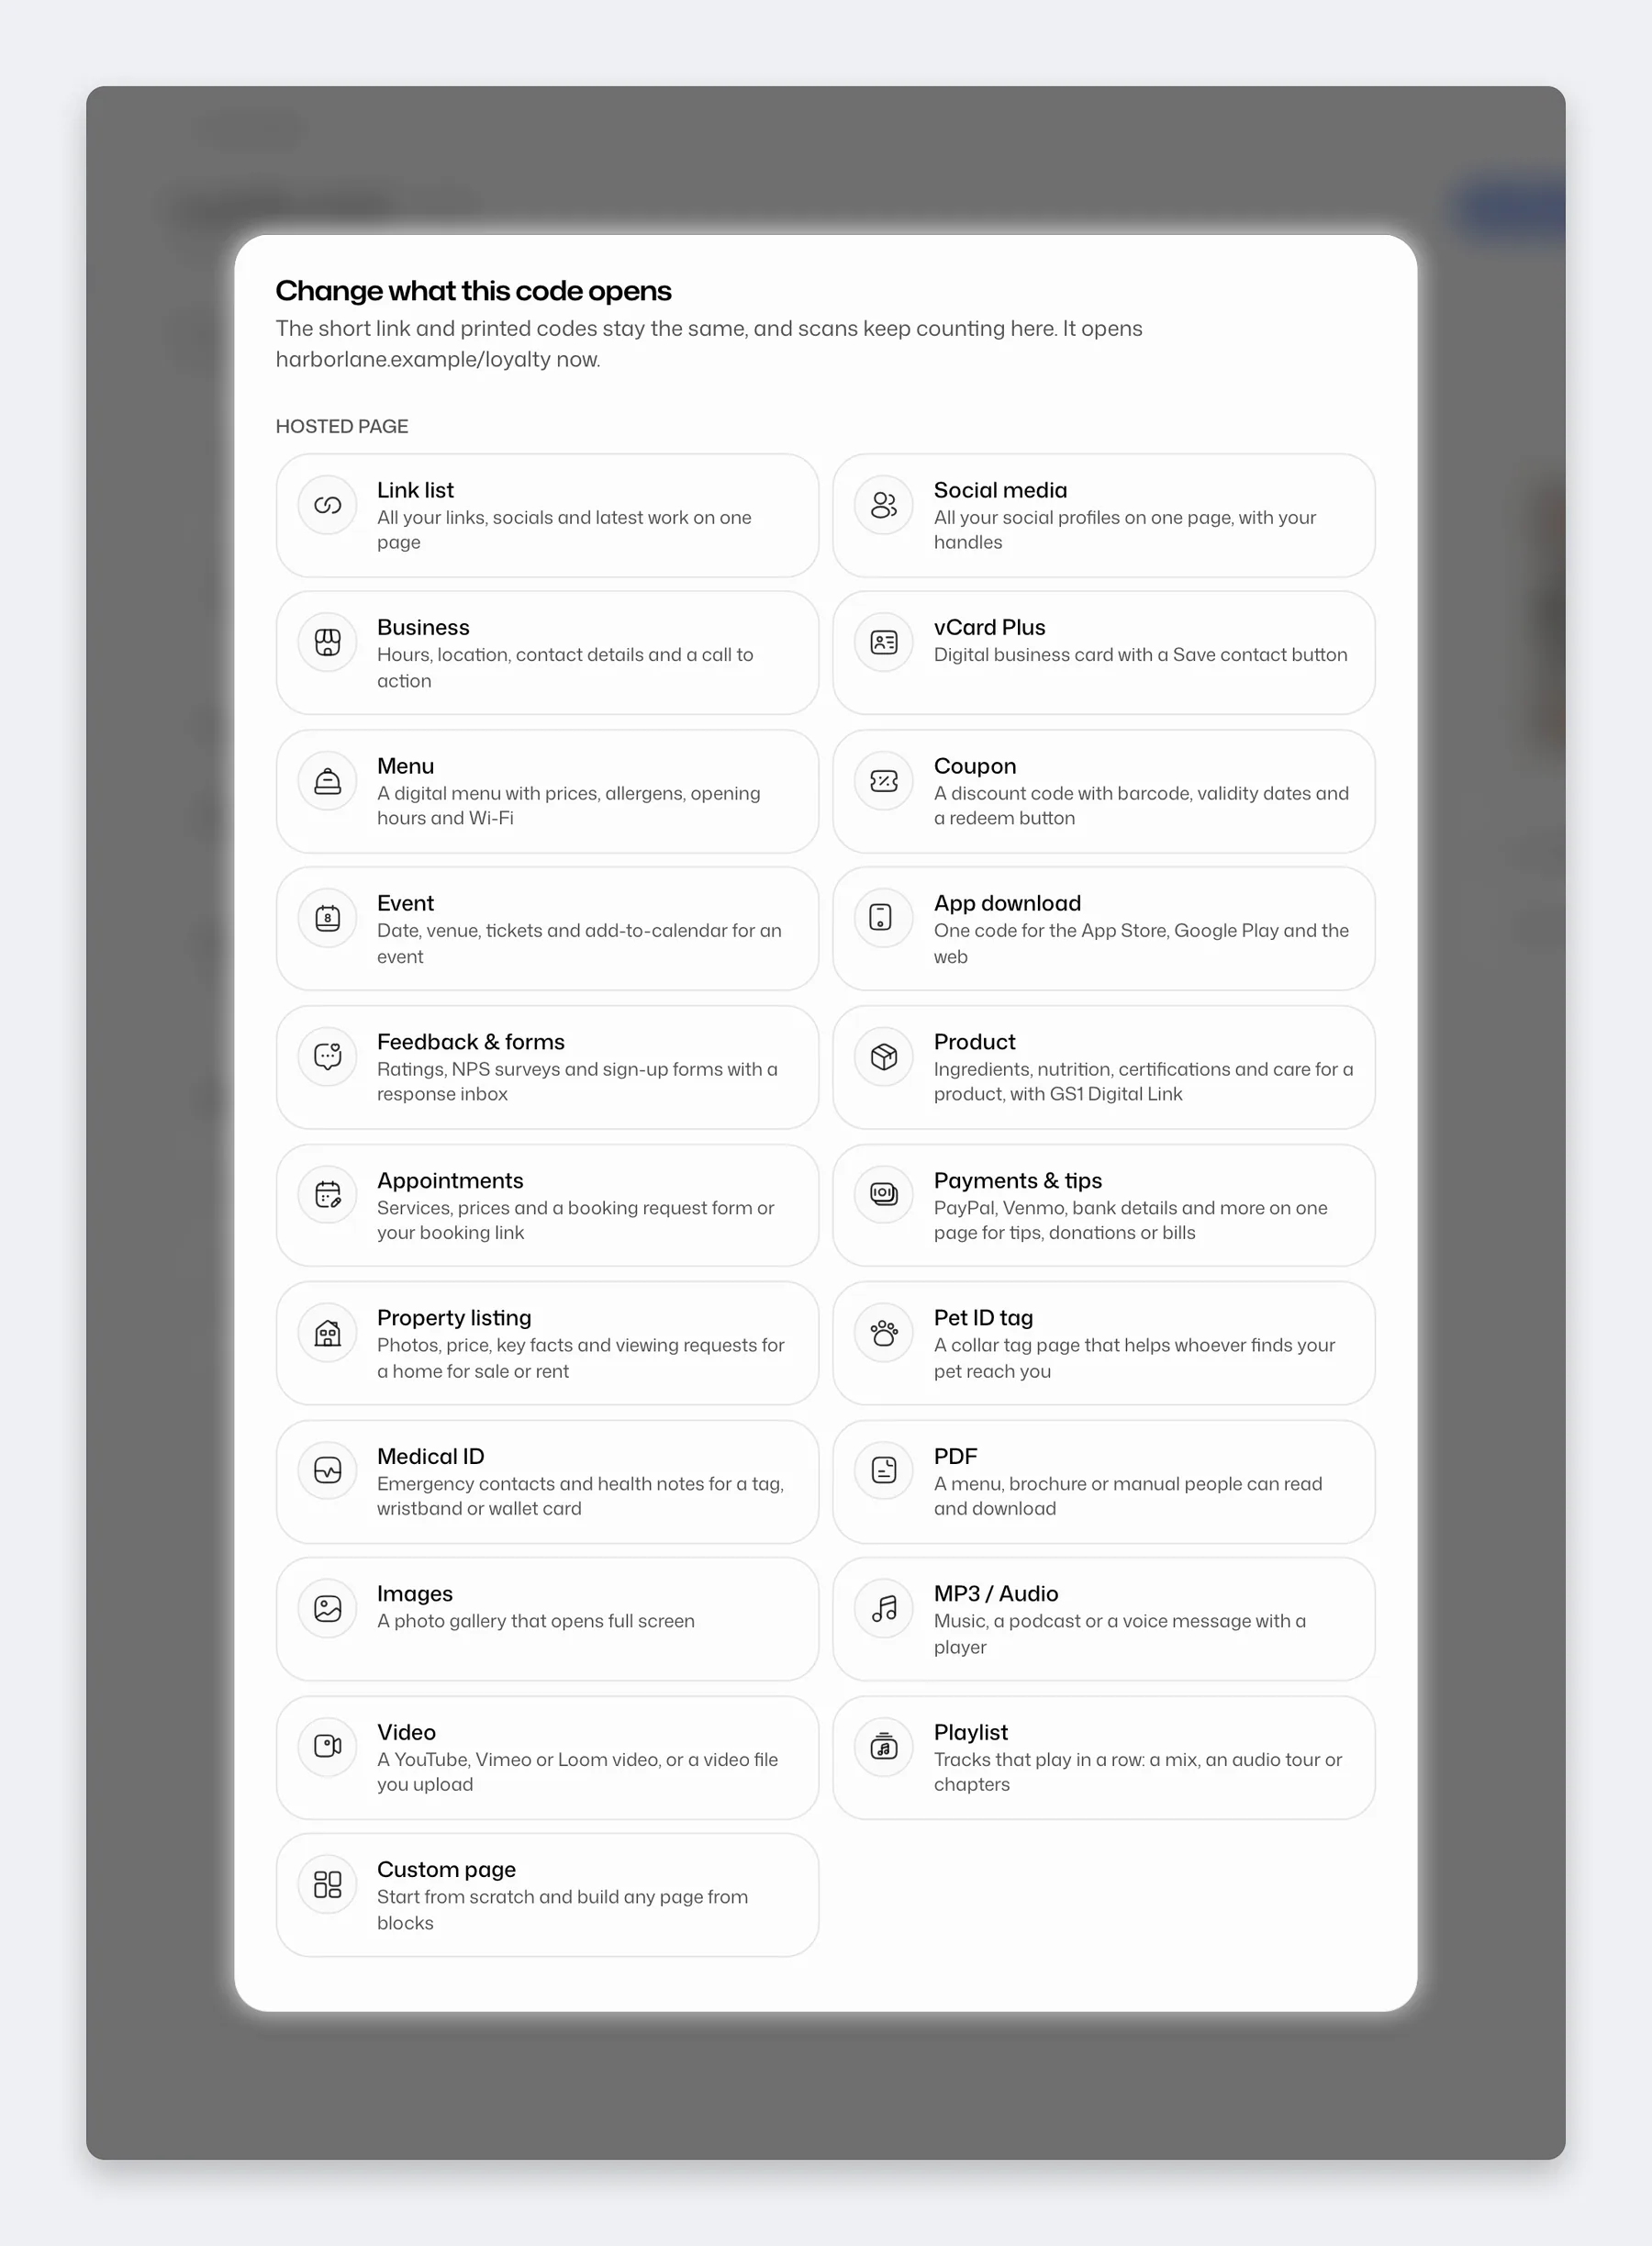 Change what this code opens
The short link and printed codes stay the same, and scans keep counting here. It opens
harborlane.example/loyalty now.
HOSTED PAGE
Link list
All your links, socials and latest work on one
page
Social media
All your social profiles on one page, with your
handles
Business
Hours, location, contact details and a call to
action
vCard Plus
Digital business card with a Save contact button
Menu
A digital menu with prices, allergens, opening
hours and Wi-Fi
Coupon
A discount code with barcode, validity dates and
a redeem button
8
Event
Date, venue, tickets and add-to-calendar for an
event
App download
One code for the App Store, Google Play and the
web
Feedback & forms
Ratings, NPS surveys and sign-up forms with a
response inbox
Product
Ingredients, nutrition, certifications and care for a
product, with GS1 Digital Link
Appointments
Services, prices and a booking request form or
your booking link
Payments & tips
PayPal, Venmo, bank details and more on one
page for tips, donations or bills
Property listing
Photos, price, key facts and viewing requests for
a home for sale or rent
Pet ID tag
A collar tag page that helps whoever finds your
pet reach you
Medical ID
Emergency contacts and health notes for a tag,
wristband or wallet card
PDF
A menu, brochure or manual people can read
and download
Images
A photo gallery that opens full screen
MP3 / Audio
Music, a podcast or a voice message with a
player
Video
A YouTube, Vimeo or Loom video, or a video file
you upload
Playlist
Tracks that play in a row: a mix, an audio tour or
chapters
Custom page
Start from scratch and build any page from
blocks